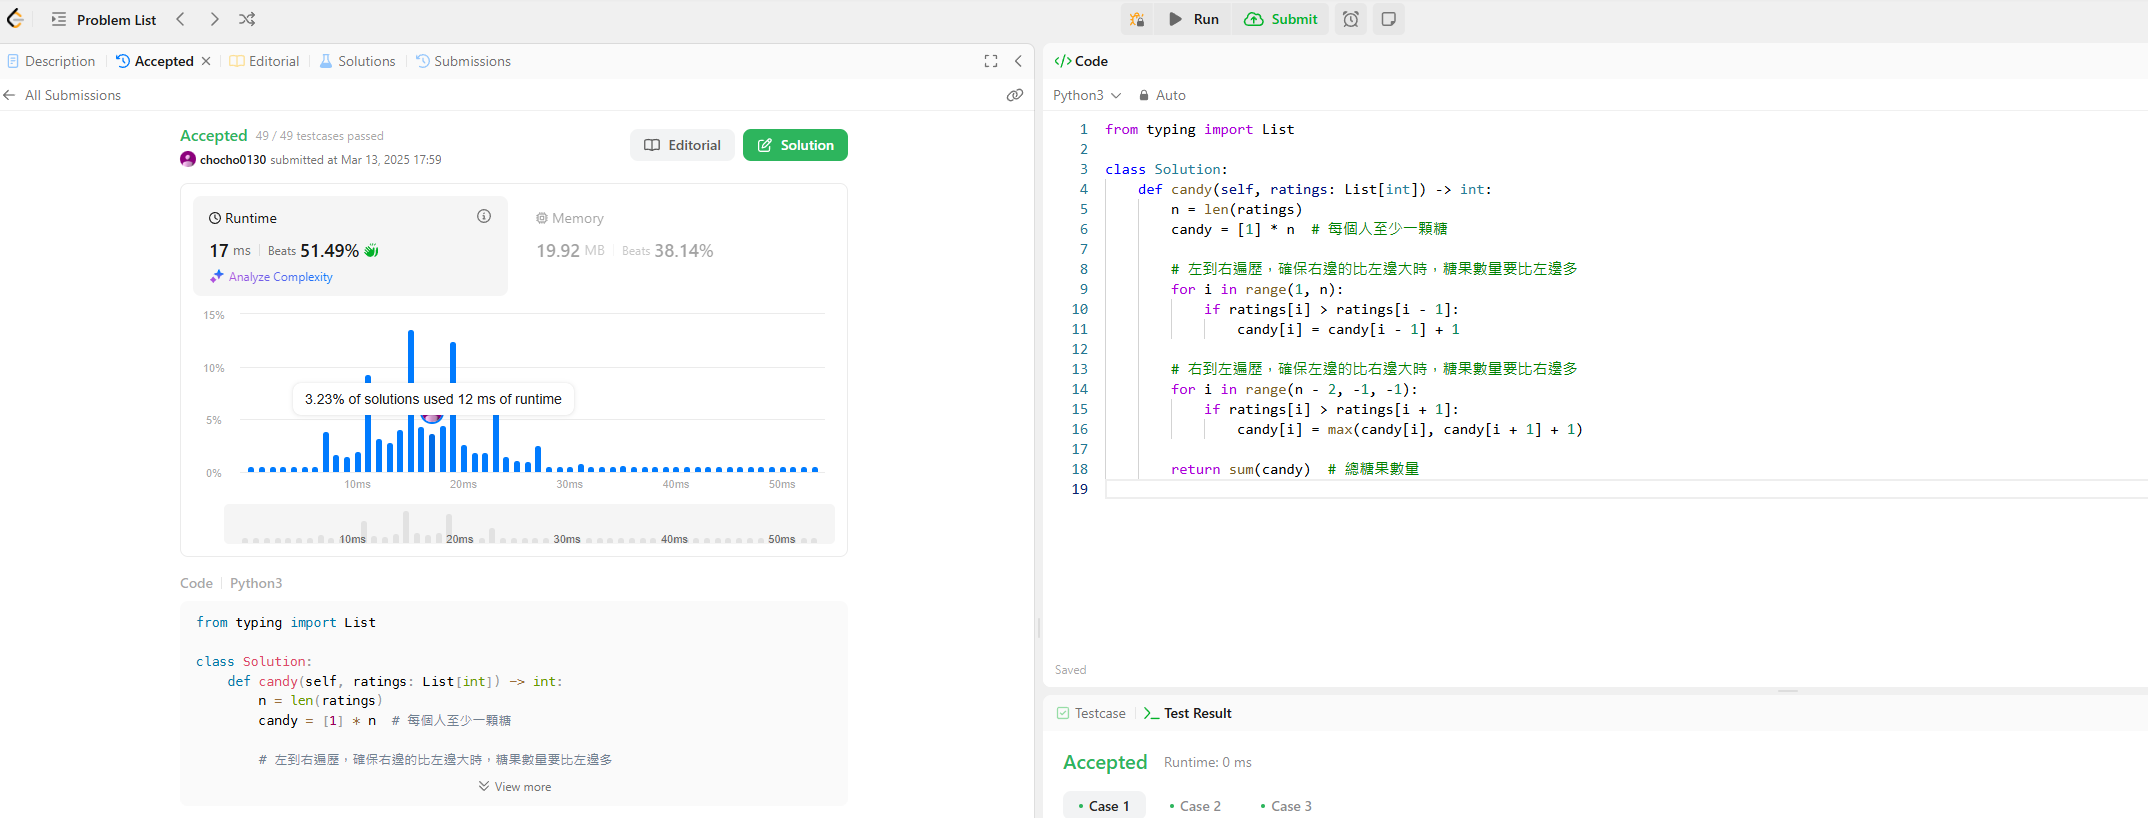 Problem List
Run
Submit
Description
Accepted
Editorial
Solutions
Submissions
All Submissions
Accepted 49 / 49 testcases passed
chocho0130 submitted at Mar 13, 2025 17:59
Editorial
Solution
Runtime
17 ms Beats 51.49%
Analyze Complexity
Memory
19.92 MB Beats 38.14%
15%
10%
5%
0%
3.23% of solutions used 12 ms of runtime
10ms 20ms 30ms 40ms 50ms
10ms 20ms 30ms 40ms 50ms
Code Python3
from typing import List
class Solution:
def candy(self, ratings: List[int]) -> int:
n = len(ratings)
candy = [1] * n # 每個人至少一顆糖
# 左到右遍歷，確保右邊的比左邊大時，糖果數量要比左邊多
View more
Code
Python3 Auto
1 from typing import List
2
3 class Solution:
4 def candy(self, ratings: List[int]) -> int:
5 n = len(ratings)
6 candy = [1] * n # 每個人至少一顆糖
7
8 # 左到右遍歷，確保右邊的比左邊大時，糖果數量要比左邊多
9 for i in range(1, n):
10 if ratings[i] > ratings[i - 1]:
11 candy[i] = candy[i - 1] + 1
12
13 # 右到左遍歷，確保左邊的比右邊大時，糖果數量要比右邊多
14 for i in range(n - 2, -1, -1):
15 if ratings[i] > ratings[i + 1]:
16 candy[i] = max(candy[i], candy[i + 1] + 1)
17
18 return sum(candy) # 總糖果數量
19
Saved
Testcase
Test Result
Accepted Runtime: 0 ms
Case 1 Case 2 Case 3